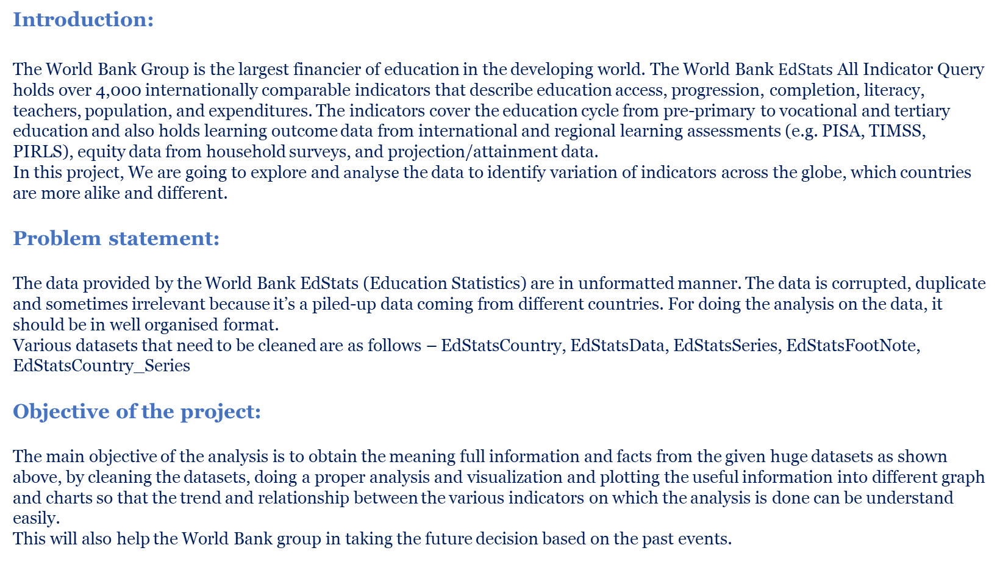 Introduction:
The World Bank Group is the largest financier of education in the developing world. The World Bank EdStats All Indicator Query
holds over 4,000 internationally comparable indicators that describe education access, progression, completion, literacy,
teachers, population, and expenditures. The indicators cover the education cycle from pre-primary to vocational and tertiary
education and also holds learning outcome data from international and regional learning assessments (e.g. PISA, TIMSS,
PIRLS), equity data from household surveys, and projection/attainment data.
In this project, We are going to explore and analyse the data to identify variation of indicators across the globe, which countries
are more alike and different.
Problem statement:
The data provided by the World Bank EdStats (Education Statistics) are in unformatted manner. The data is corrupted, duplicate
and sometimes irrelevant because it’s a piled-up data coming from different countries. For doing the analysis on the data, it
should be in well organised format.
Various datasets that need to be cleaned are as follows – EdStatsCountry, EdStatsData, EdStatsSeries, EdStatsFootNote,
EdStatsCountry_Series
Objective of the project:
The main objective of the analysis is to obtain the meaning full information and facts from the given huge datasets as shown
above, by cleaning the datasets, doing a proper analysis and visualization and plotting the useful information into different graph
and charts so that the trend and relationship between the various indicators on which the analysis is done can be understand
easily.
This will also help the World Bank group in taking the future decision based on the past events.